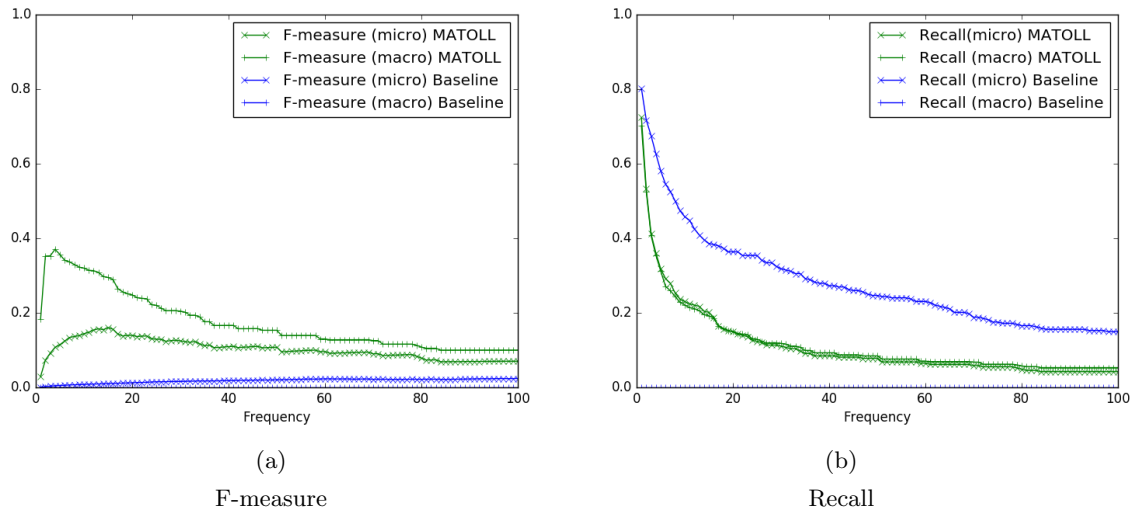 1.0
0.8
0.6
0.4
0.2
0.0
0 20 40 60 80 100
Frequency
F-measure (micro) MATOLL
F-measure (macro) MATOLL
F-measure (micro) Baseline
F-measure (macro) Baseline
(a)
F-measure
1.0
0.8
0.6
0.4
0.2
0.0
0 20 40 60 80 100
Frequency
Recall(micro) MATOLL
Recall (macro) MATOLL
Recall (micro) Baseline
Recall (macro) Baseline
(b)
Recall